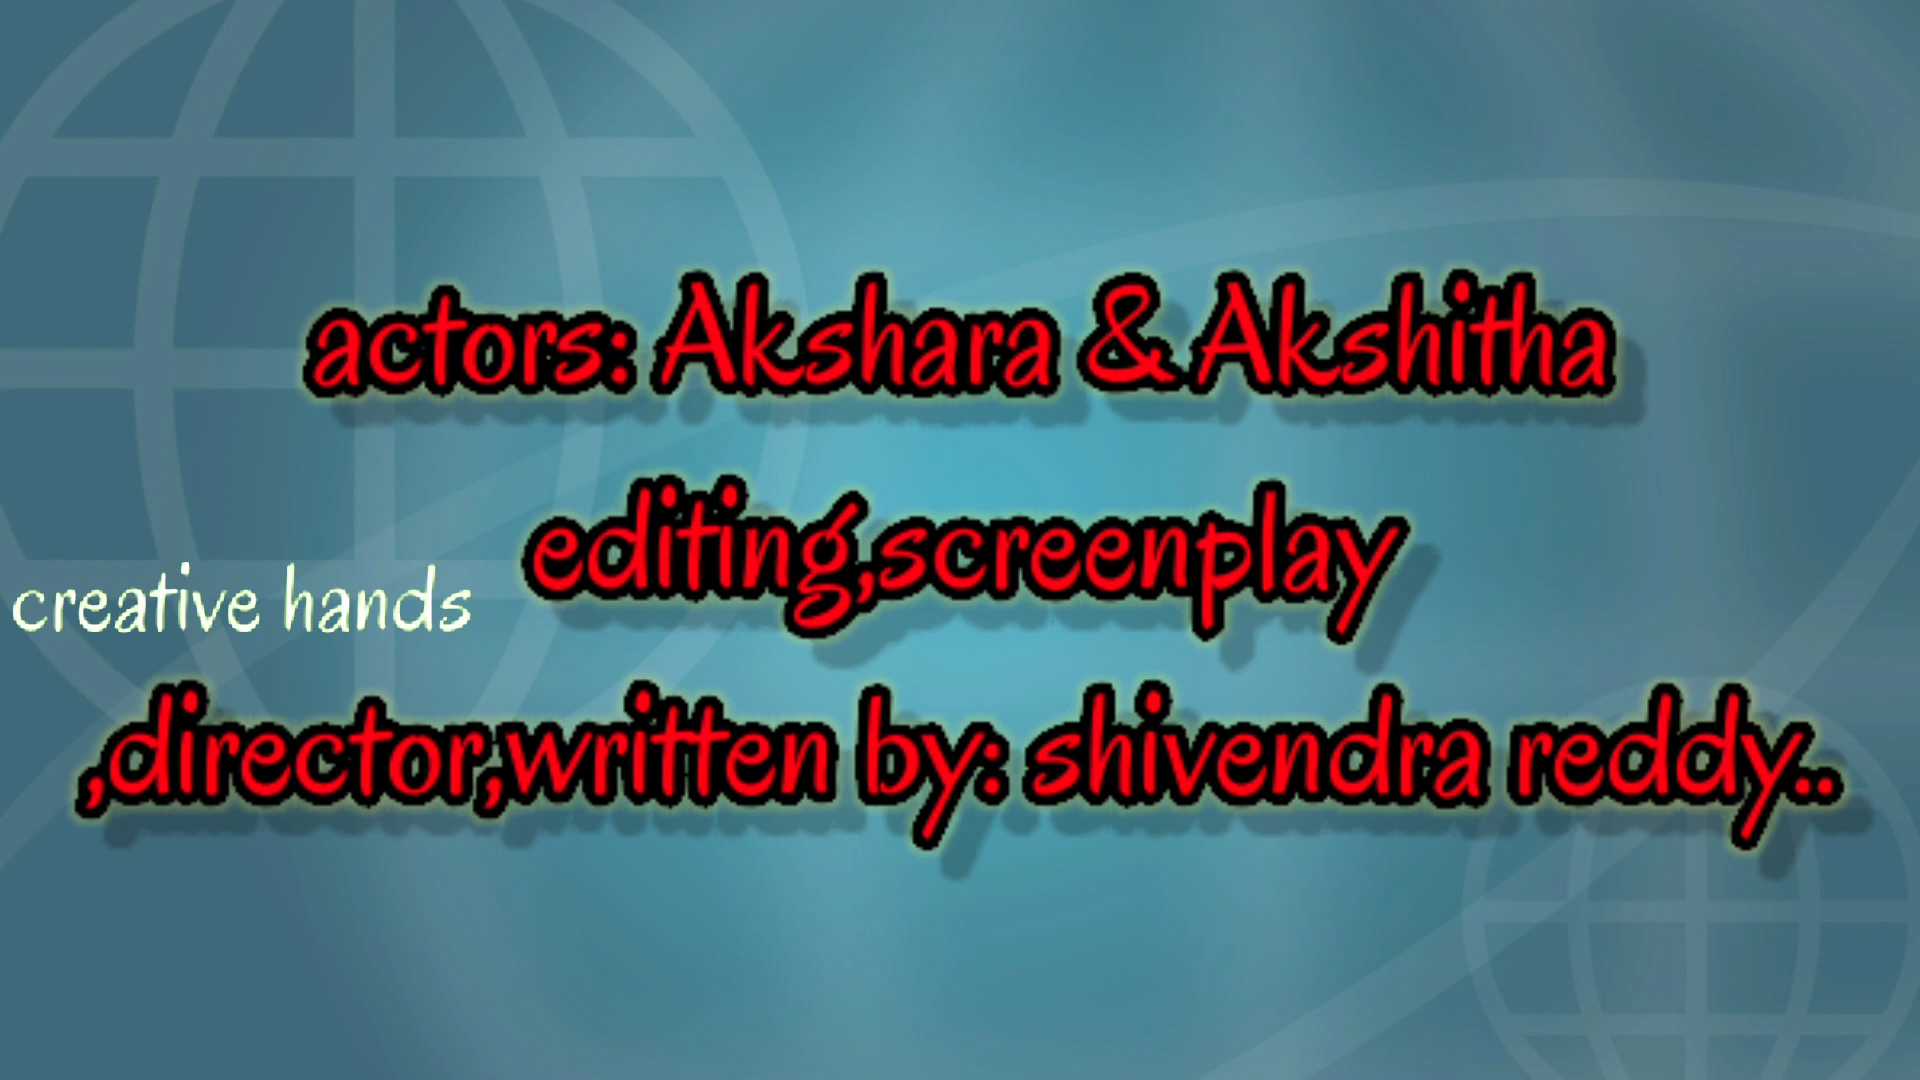 actors: Akshara & Akshitha
editing,screenplay
creative hands
,director,written by: shivendra reddy..